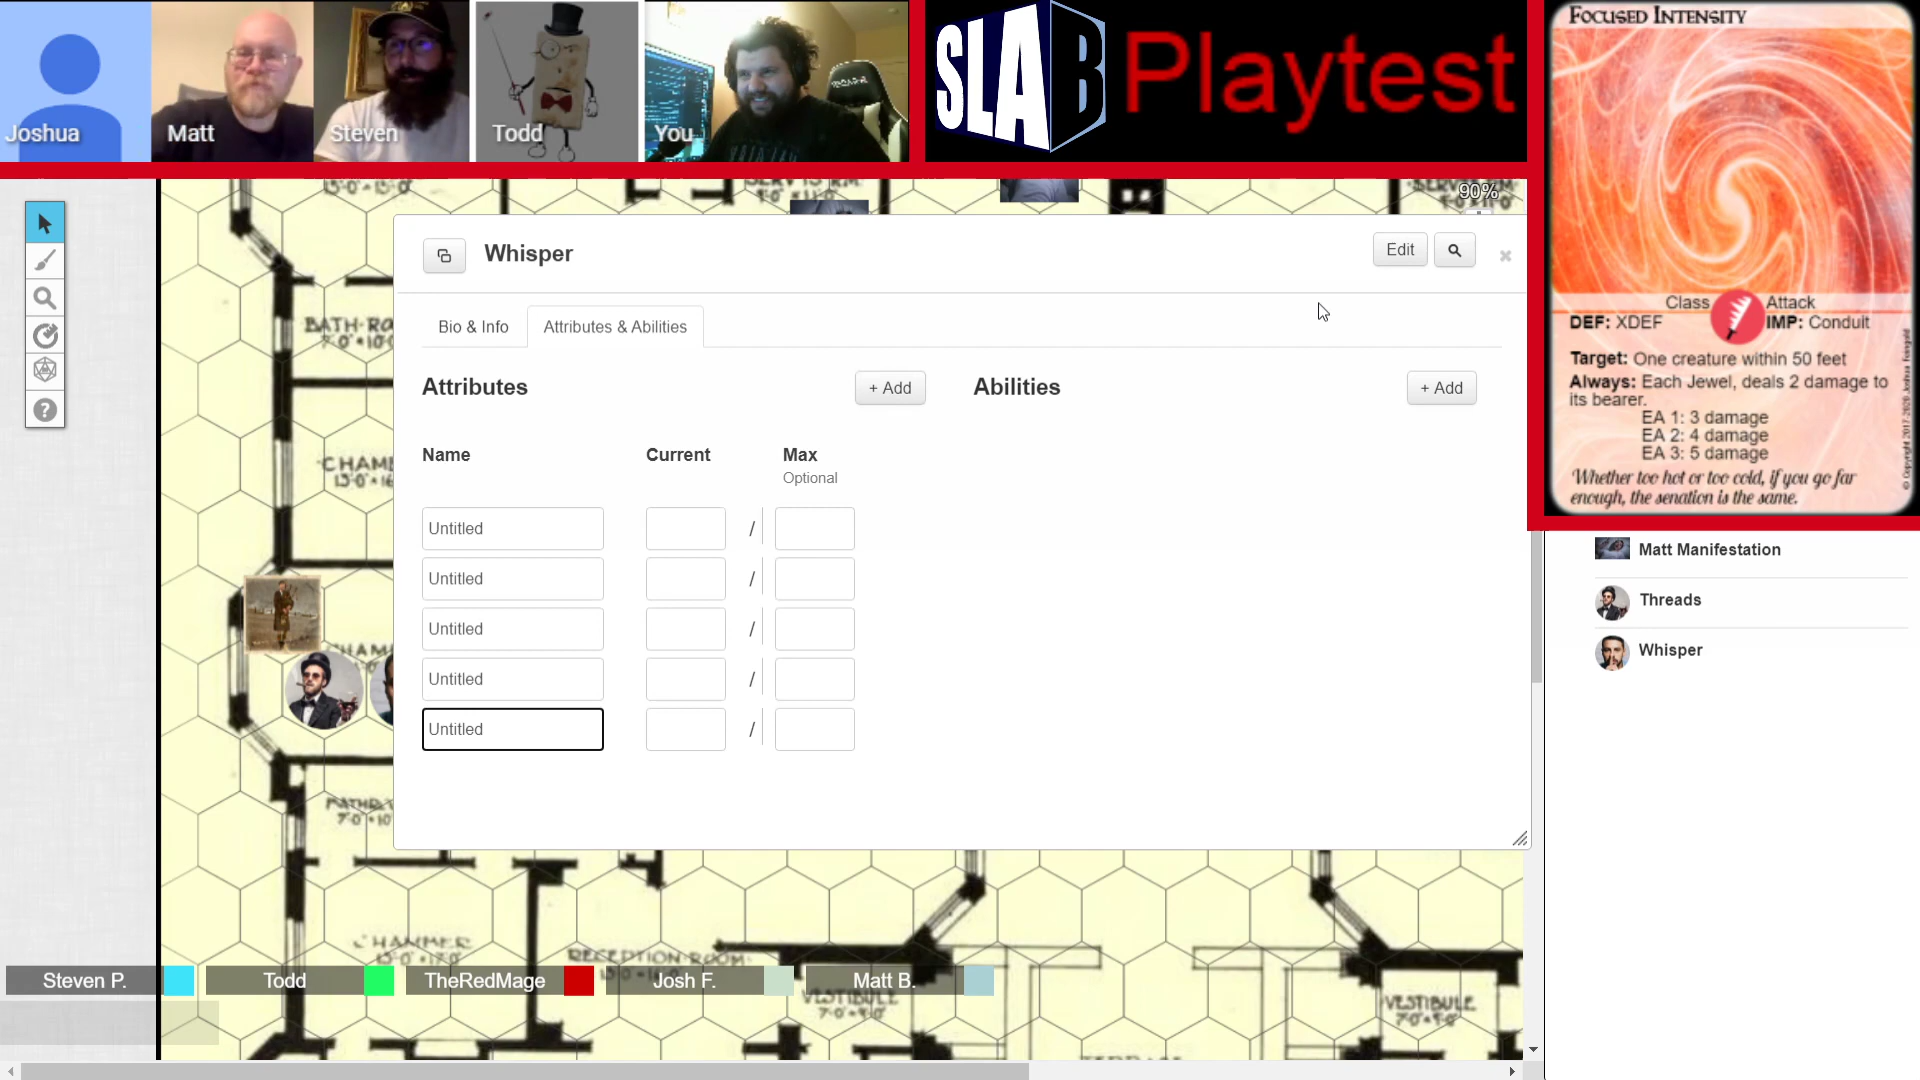 Joshua
Matt
Steven
Todd
You
SLAB
Playtest
FOCUSED INTENSITY
Class
Attack
DEF: XDEF
IMP: Conduit
Target: One creature within 50 feet
Always: Each Jewel, deals 2 damage to
its bearer.
EA 1: 3 damage
EA 2: 4 damage
EA 3: 5 damage
Whether too hot or too cold, if you go far
enough, the senation is the same.
90%
Whisper
Edit
Bio & Info
Attributes & Abilities
Attributes
+ Add
Abilities
+ Add
Name
Current
Max
Optional
Untitled
/
Untitled
/
Untitled
/
Untitled
/
Untitled
/
Matt Manifestation
Threads
Whisper
BATH-RO
CHAM
CHAMBER
RECEPTION ROOM
VESTIBULE
VESTIBULE
Steven P.
Todd
TheRedMage
Josh F.
Matt B.